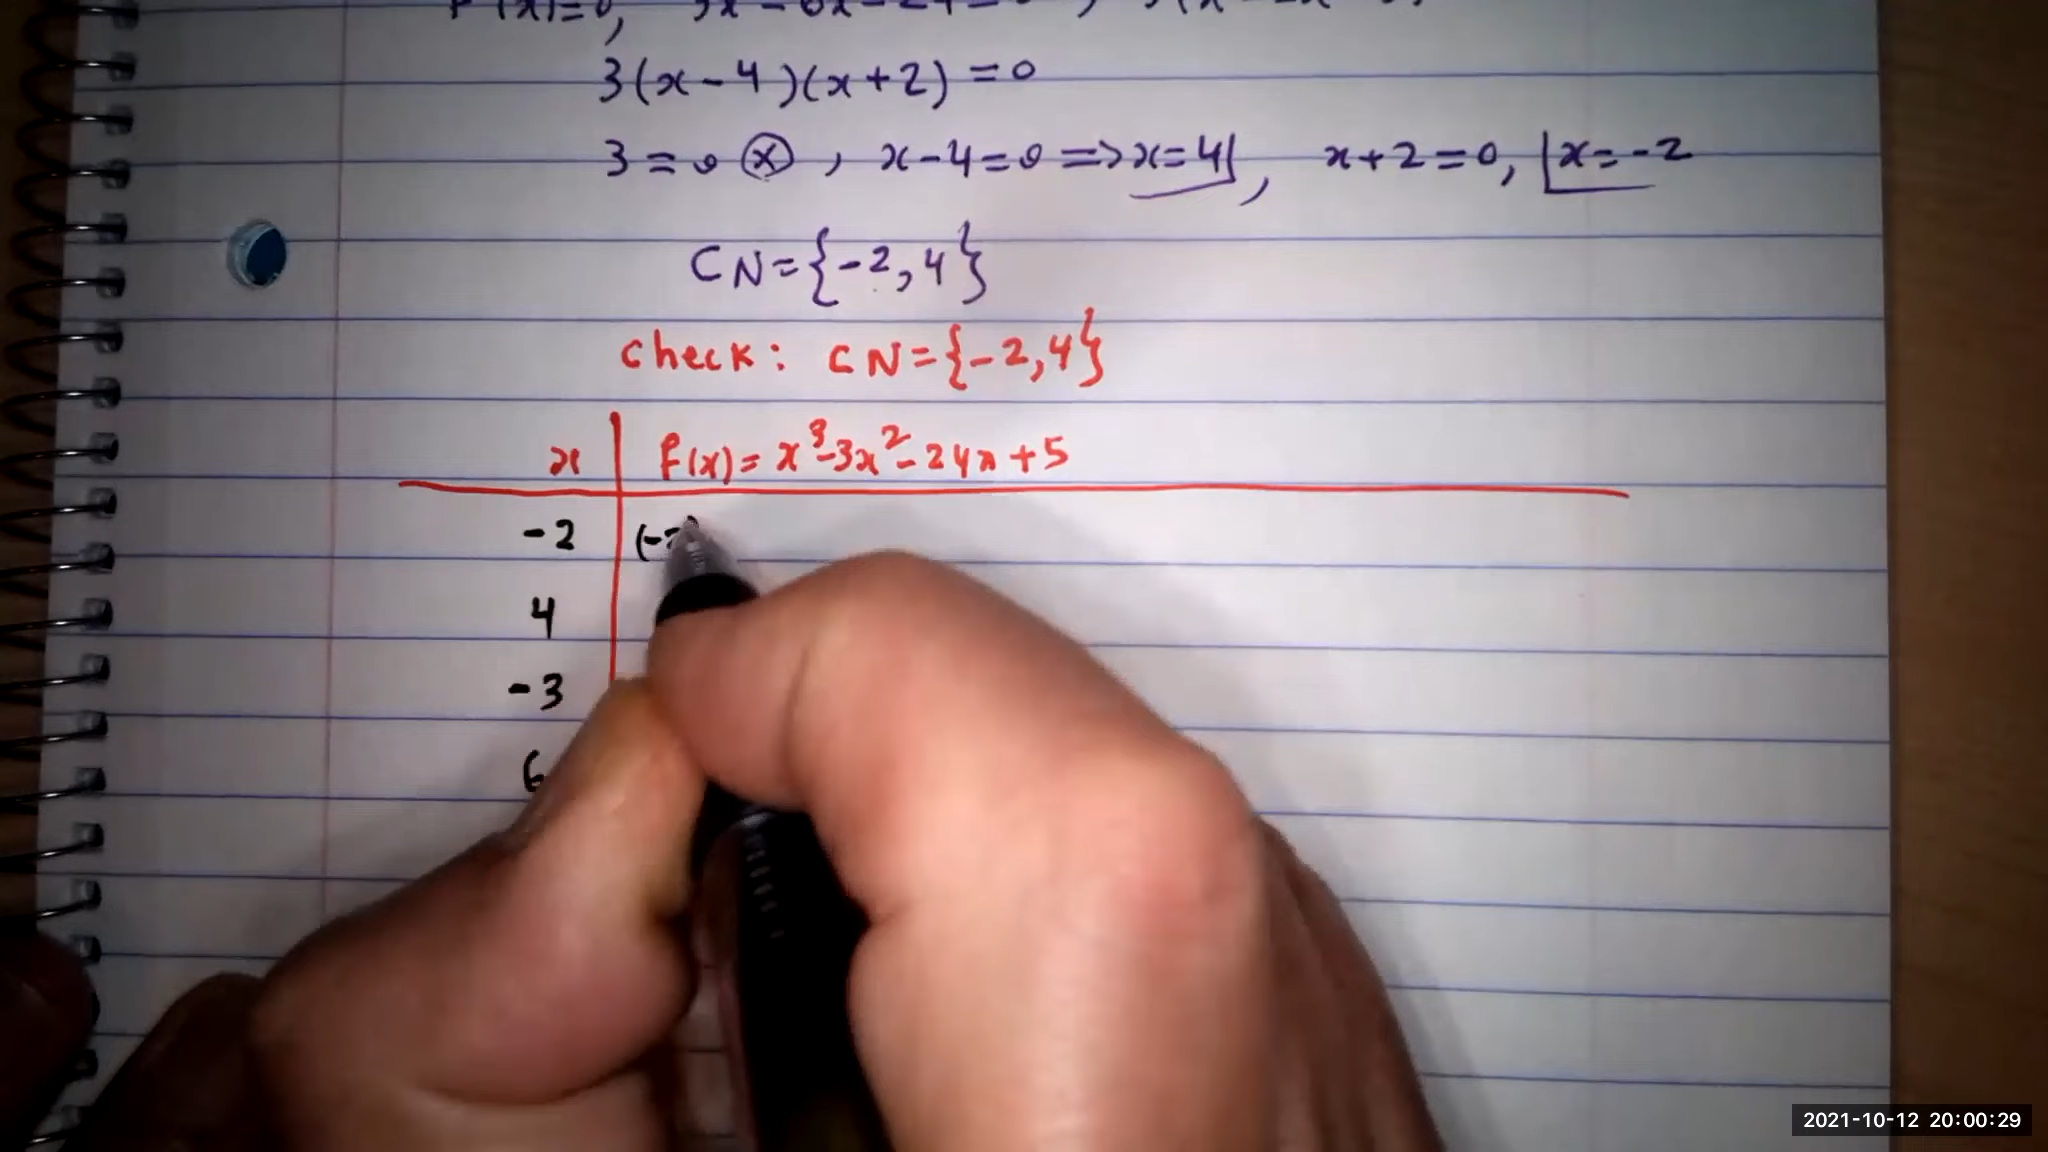 3(x-4)(x+2) = 0
3 = 0 ⓧ , x-4=0 => x=4 , x+2=0, x=-2
CN={-2,4}
check: CN={-2,4}
x f(x)= x³-3x²-24x+5
-2 (-2
4
-3
6
2021-10-12 20:00:29